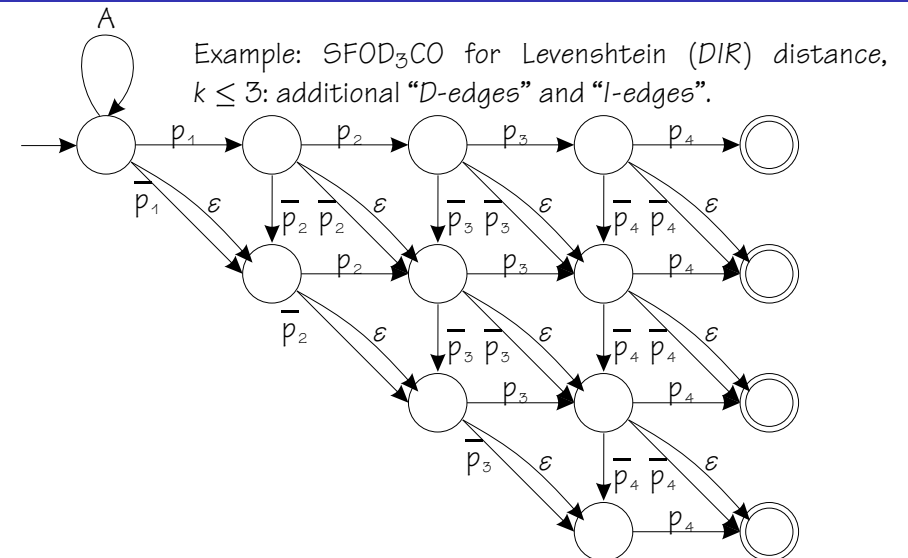 A
Example: SFOD₃CO for Levenshtein (DIR) distance,
k ≤ 3: additional “D-edges” and “I-edges”.
p₁ p₂ p₃ p₄
p̅₁ ε p̅₂ p̅₂ ε p̅₃ p̅₃ ε p̅₄ p̅₄ ε
p₂ p₃ p₄
p̅₂ ε p̅₃ p̅₃ ε p̅₄ p̅₄ ε
p₃ p₄
p̅₃ ε p̅₄ p̅₄ ε
p₄